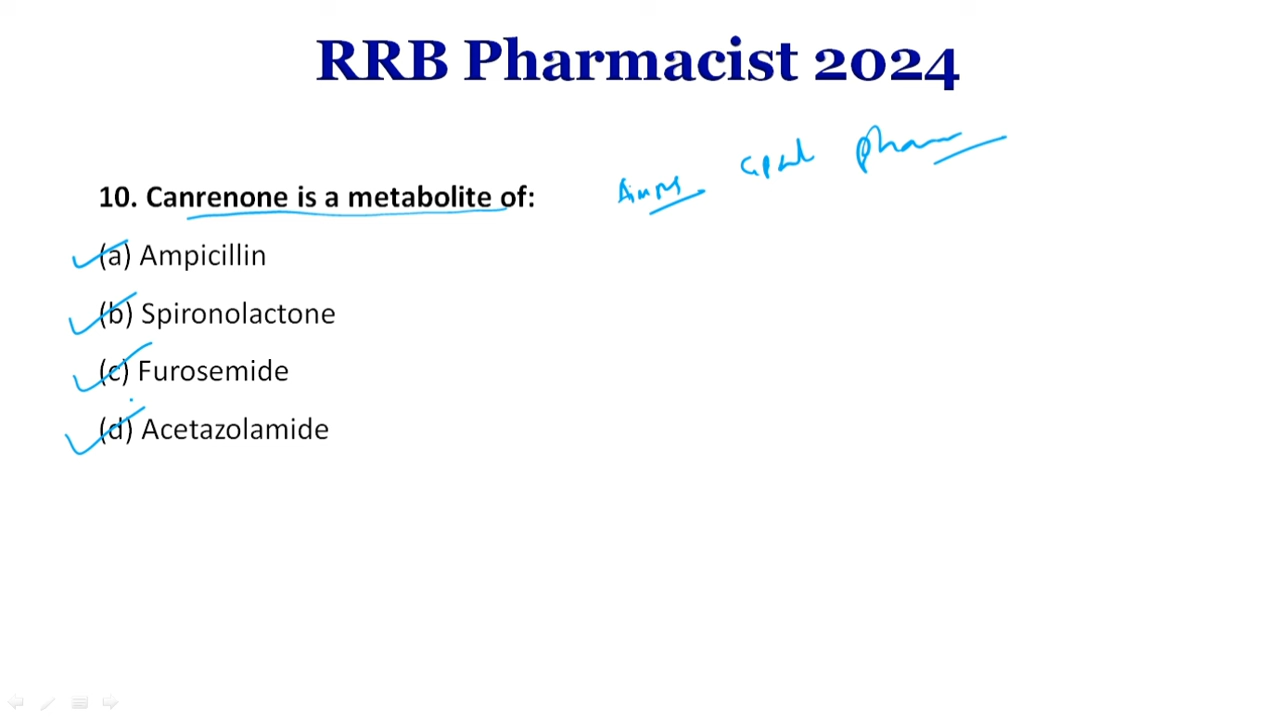 RRB Pharmacist 2024
10. Canrenone is a metabolite of:
(a) Ampicillin
(b) Spironolactone
(c) Furosemide
(d) Acetazolamide